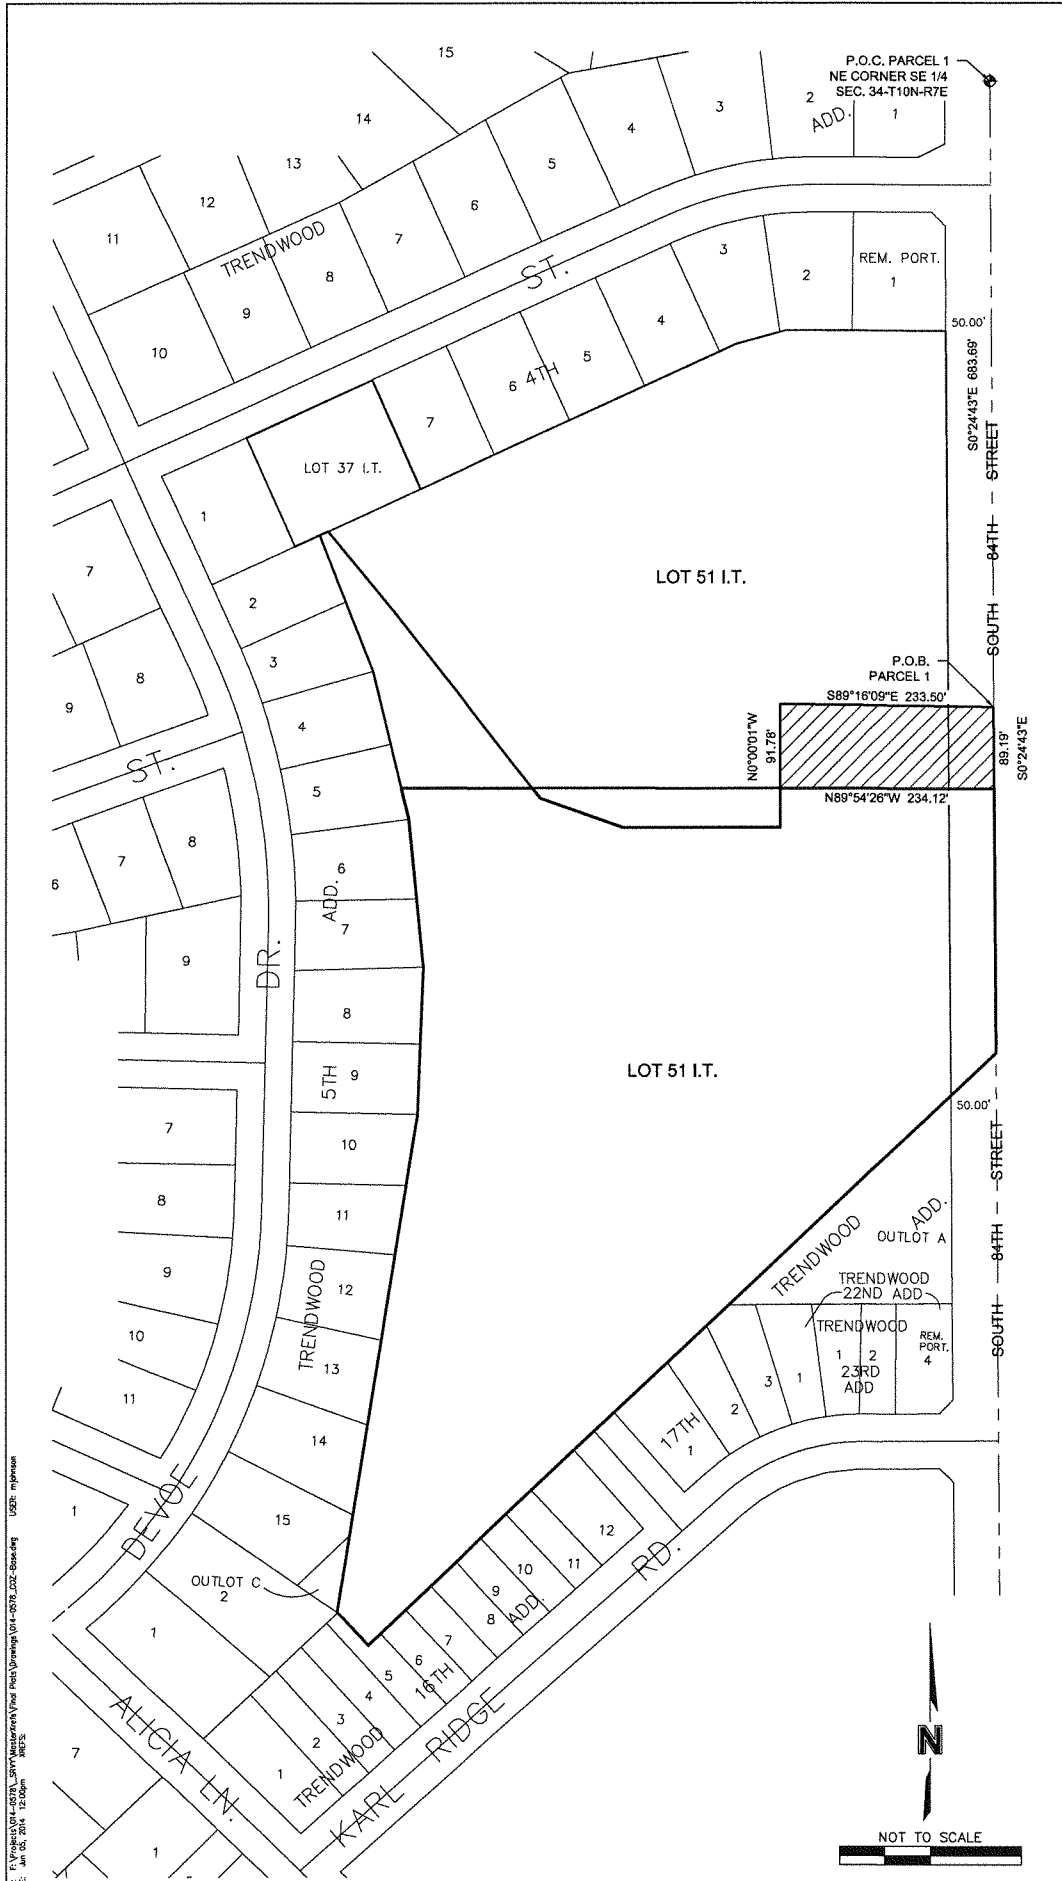 15
P.O.C. PARCEL 1
NE CORNER SE 1/4
SEC. 34-T10N-R7E
14
13
12
11
TRENDWOOD
10
9
8
7
6
5
4
3
2
ADD.
1
ST.
REM. PORT.
1
2
3
4
5
6
4TH
7
50.00'
S0°24'43"E 683.69'
SOUTH 84TH STREET
LOT 37 I.T.
LOT 51 I.T.
P.O.B.
PARCEL 1
S89°16'09"E 233.50'
N0°00'01"W
91.78'
89.19'
S0°24'43"E
N89°54'26"W 234.12'
1
2
3
4
5
6
ADD.
7
8
5TH
9
10
11
12
TRENDWOOD
13
14
15
7
8
9
ST.
8
7
6
9
DR.
7
8
9
10
11
1
DEVOE
LOT 51 I.T.
50.00'
SOUTH 84TH STREET
TRENDWOOD ADD.
OUTLOT A
TRENDWOOD
22ND ADD
TRENDWOOD
1 2
23RD
ADD
REM.
PORT.
4
1
3
2
17TH
1
12
11
10
9
8
ADD.
7
6
16TH
5
4
3
2
1
TRENDWOOD
KARL RIDGE RD.
OUTLOT C
2
1
ALICIA LN.
7
1
N
NOT TO SCALE
USER: mjohnson
Jun 05, 2014 12:00pm XREFS: